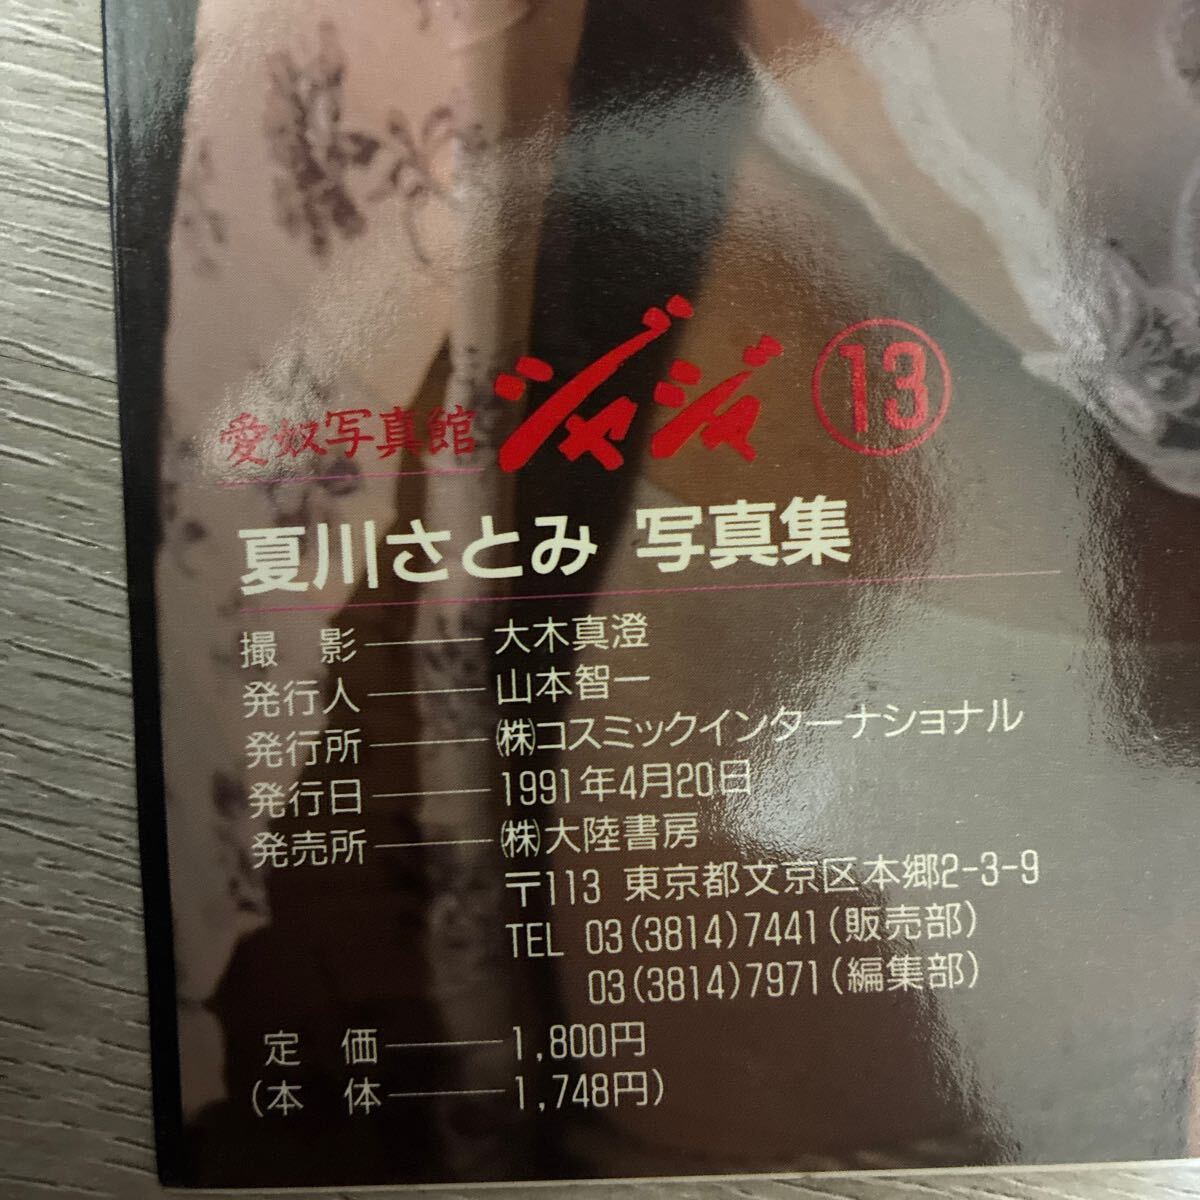 愛奴写真館 ジャジャ ⑬
夏川さとみ 写真集
撮 影――大木真澄
発行人――山本智一
発行所――㈱コスミックインターナショナル
発行日――1991年4月20日
発売所――㈱大陸書房
〒113 東京都文京区本郷2-3-9
TEL 03(3814)7441(販売部)
03(3814)7971(編集部)
定 価――1,800円
(本 体――1,748円)